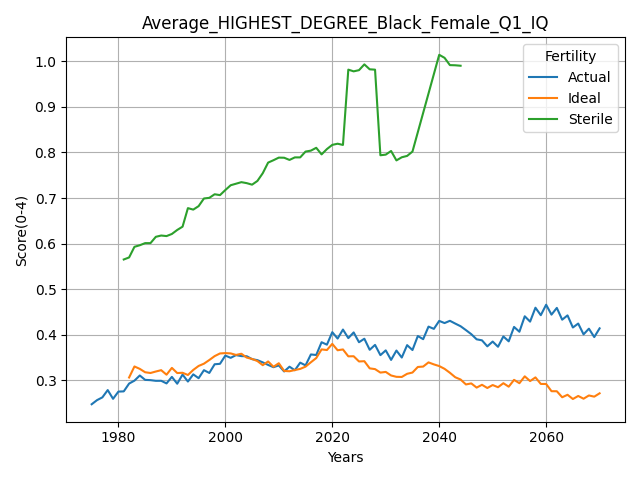 Average_HIGHEST_DEGREE_Black_Female_Q1_IQ
Fertility
Actual
Ideal
Sterile
Score(0-4)
1.0
0.9
0.8
0.7
0.6
0.5
0.4
0.3
1980
2000
2020
2040
2060
Years